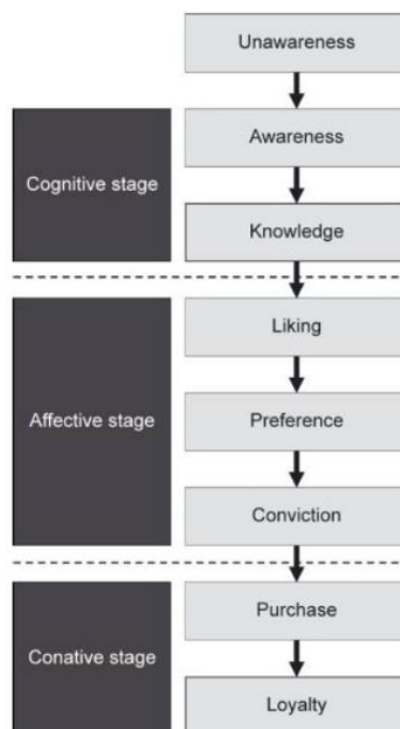 Unawareness
Cognitive stage
Awareness
Knowledge
Affective stage
Liking
Preference
Conviction
Conative stage
Purchase
Loyalty